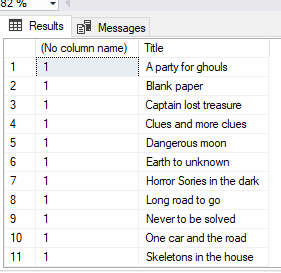 82 %
Results Messages
(No column name) Title
1 1 A party for ghouls
2 1 Blank paper
3 1 Captain lost treasure
4 1 Clues and more clues
5 1 Dangerous moon
6 1 Earth to unknown
7 1 Horror Sories in the dark
8 1 Long road to go
9 1 Never to be solved
10 1 One car and the road
11 1 Skeletons in the house